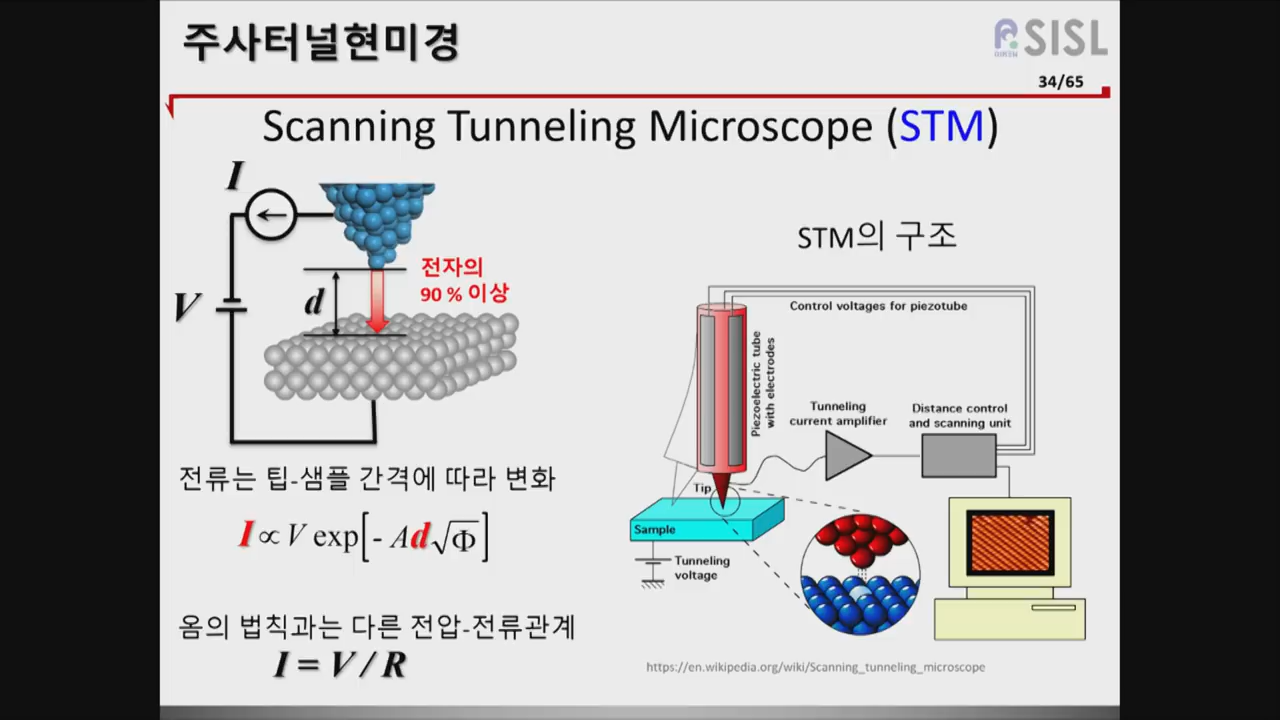 주사터널현미경
SISL
RIKEN
34/65
Scanning Tunneling Microscope (STM)
I
V
d
전자의
90 % 이상
전류는 팁-샘플 간격에 따라 변화
I ∝ V exp[- Ad√Φ]
옴의 법칙과는 다른 전압-전류관계
I = V / R
STM의 구조
Control voltages for piezotube
Piezoelectric tube
with electrodes
Tunneling
current amplifier
Distance control
and scanning unit
Tip
Sample
Tunneling
voltage
https://en.wikipedia.org/wiki/Scanning_tunneling_microscope